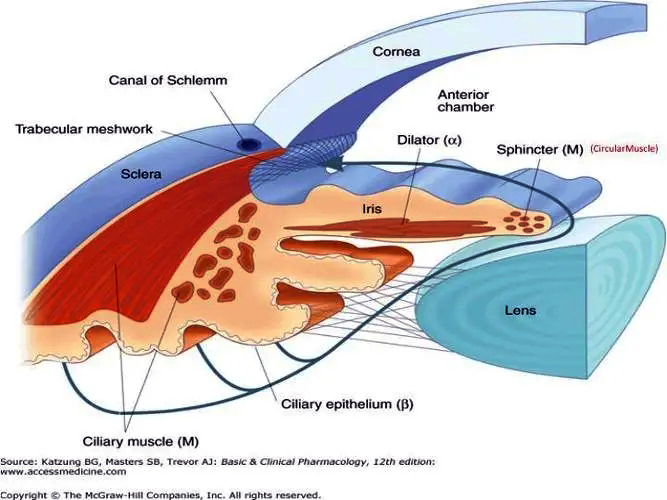 Cornea
Canal of Schlemm
Anterior
chamber
Trabecular meshwork
Dilator (α)
Sphincter (M) (CircularMuscle)
Sclera
Iris
Lens
Ciliary epithelium (β)
Ciliary muscle (M)
Source: Katzung BG, Masters SB, Trevor AJ: Basic & Clinical Pharmacology, 12th edition:
www.accessmedicine.com
Copyright © The McGraw-Hill Companies, Inc. All rights reserved.